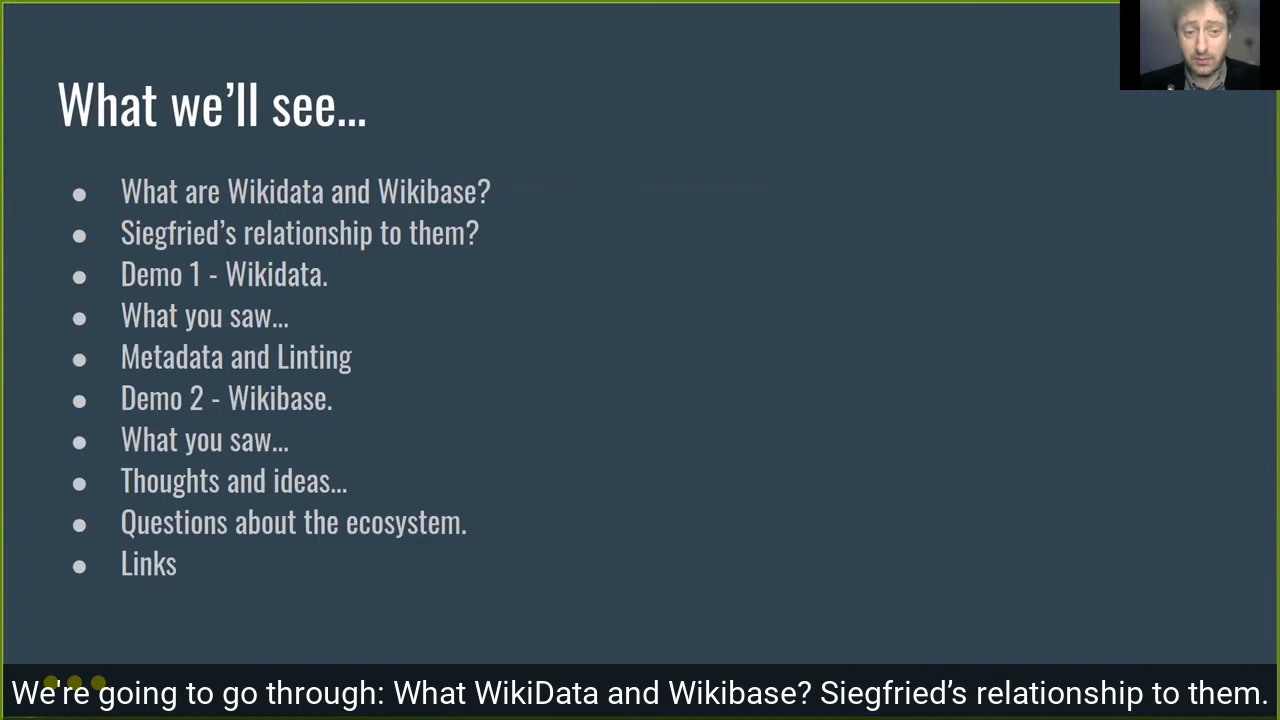 What we’ll see...
● What are Wikidata and Wikibase?
● Siegfried’s relationship to them?
● Demo 1 - Wikidata.
● What you saw...
● Metadata and Linting
● Demo 2 - Wikibase.
● What you saw...
● Thoughts and ideas...
● Questions about the ecosystem.
● Links
We're going to go through: What WikiData and Wikibase? Siegfried’s relationship to them.